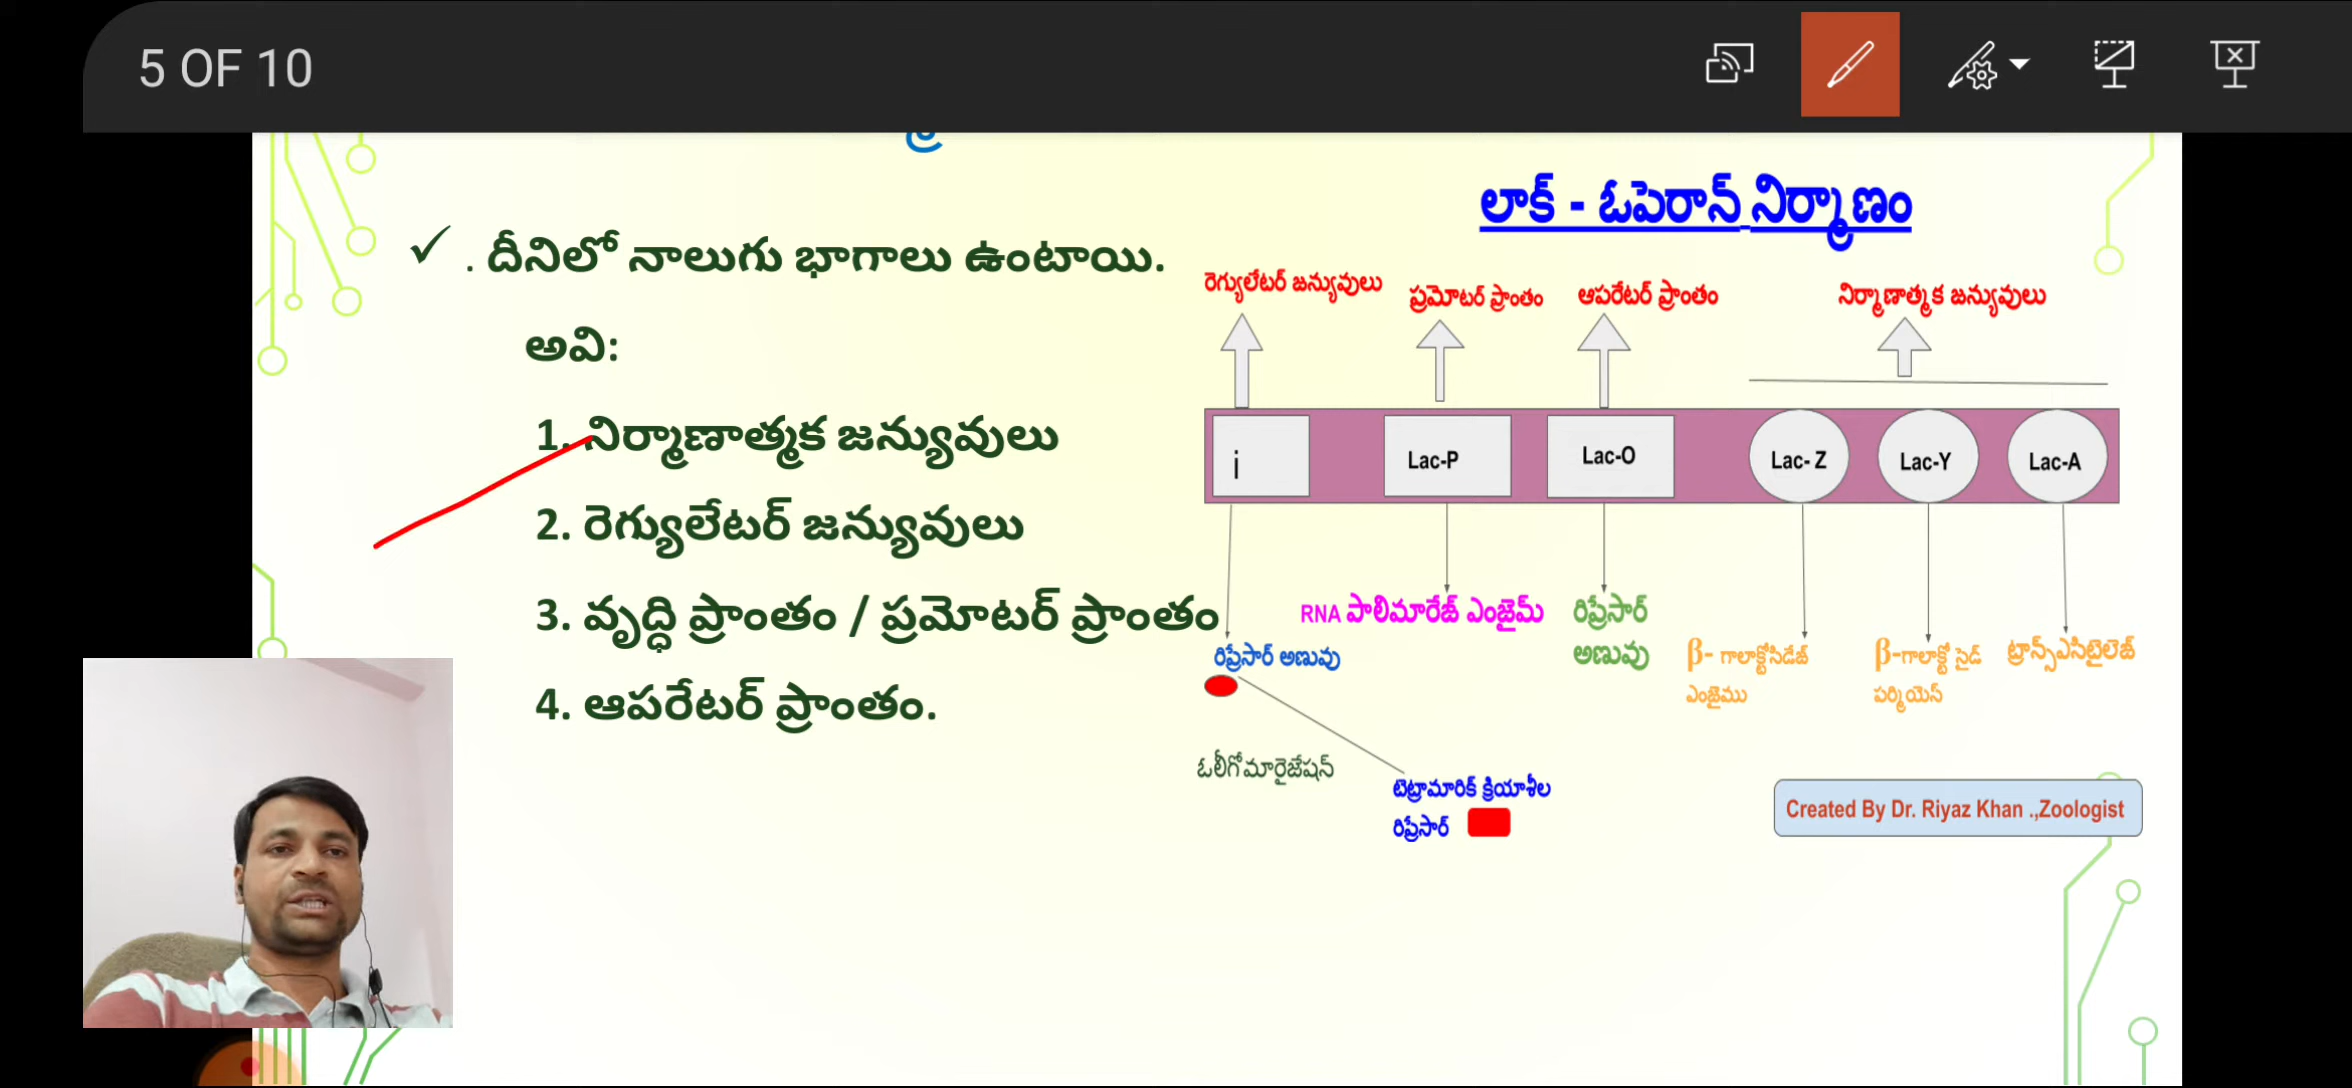 5 OF 10
లాక్ - ఓపెరాన్ నిర్మాణం
✓ . దీనిలో నాలుగు భాగాలు ఉంటాయి.
అవి:
1. నిర్మాణాత్మక జన్యువులు
2. రెగ్యులేటర్ జన్యువులు
3. వృద్ధి ప్రాంతం / ప్రమోటర్ ప్రాంతం
4. ఆపరేటర్ ప్రాంతం.
రెగ్యులేటర్ జన్యువులు
ప్రమోటర్ ప్రాంతం
ఆపరేటర్ ప్రాంతం
నిర్మాణాత్మక జన్యువులు
i
Lac-P
Lac-O
Lac- Z
Lac-Y
Lac-A
రిప్రేసార్ అణువు
RNA పాలిమారేజ్ ఎంజైమ్
రిప్రేసార్
అణువు
β- గాలాక్టోసిడేజ్
ఎంజైము
β-గాలాక్టో సైడ్
పర్మియెస్
ట్రాన్స్ఎసిటైలెజ్
ఓలీగోమారైజేషన్
టెట్రామారిక్ క్రియాశీల
రిప్రేసార్
Created By Dr. Riyaz Khan .,Zoologist